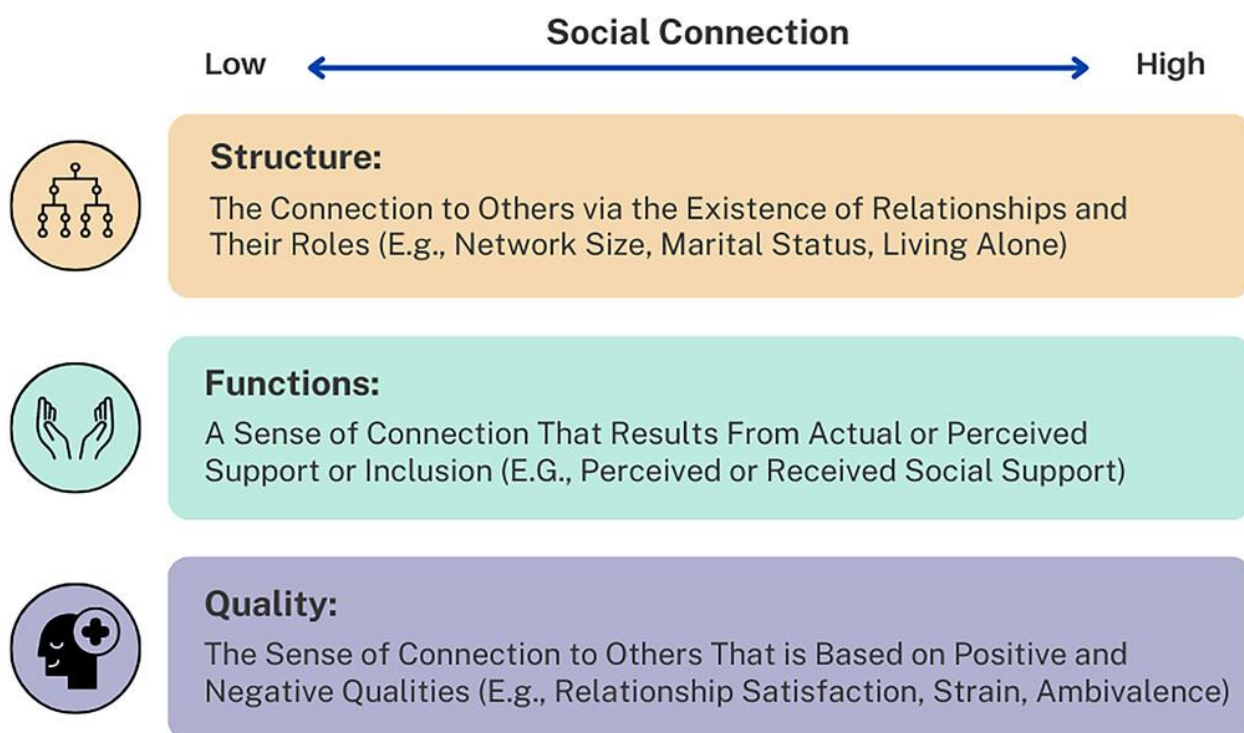 Social Connection
Low
High
Structure:
The Connection to Others via the Existence of Relationships and
Their Roles (E.g., Network Size, Marital Status, Living Alone)
Functions:
A Sense of Connection That Results From Actual or Perceived
Support or Inclusion (E.G., Perceived or Received Social Support)
Quality:
The Sense of Connection to Others That is Based on Positive and
Negative Qualities (E.g., Relationship Satisfaction, Strain, Ambivalence)